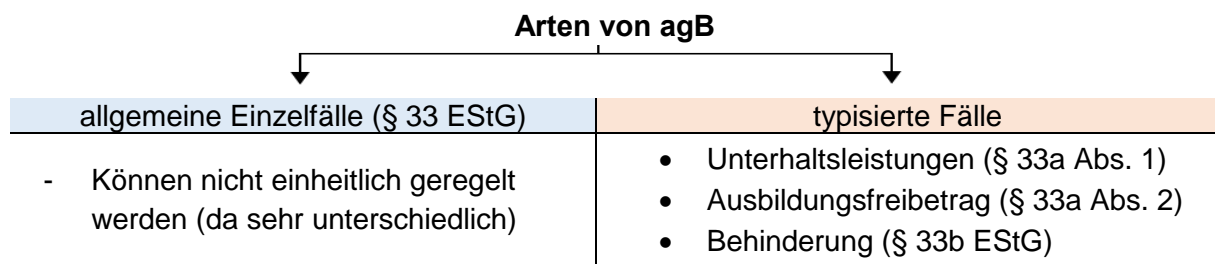 Arten von agB
allgemeine Einzelfälle (§ 33 EStG)
- Können nicht einheitlich geregelt
werden (da sehr unterschiedlich)
typisierte Fälle
• Unterhaltsleistungen (§ 33a Abs. 1)
• Ausbildungsfreibetrag (§ 33a Abs. 2)
• Behinderung (§ 33b EStG)